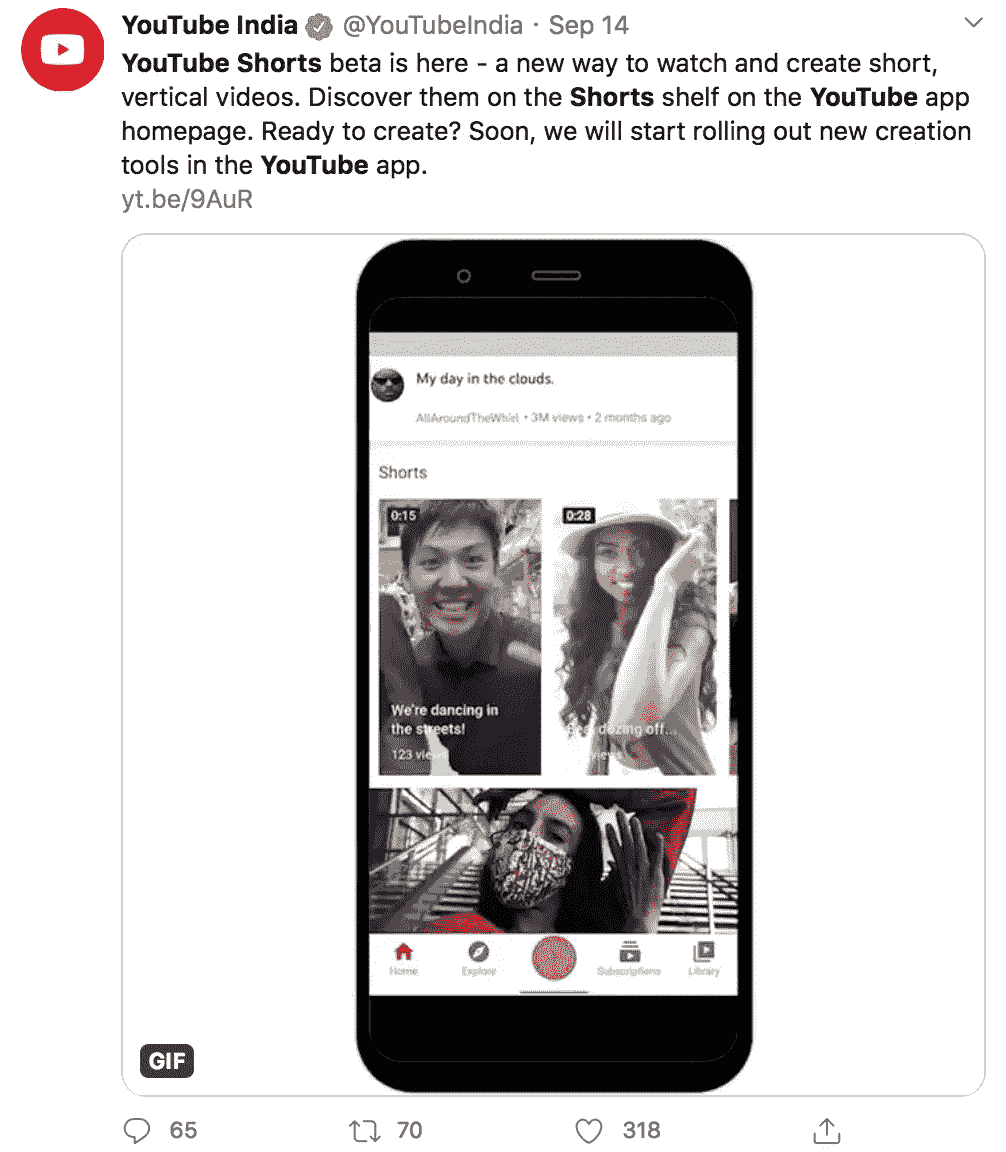 YouTube India @YouTubeIndia · Sep 14
YouTube Shorts beta is here - a new way to watch and create short,
vertical videos. Discover them on the Shorts shelf on the YouTube app
homepage. Ready to create? Soon, we will start rolling out new creation
tools in the YouTube app.
yt.be/9AuR
My day in the clouds.
AllAroundTheWhirl • 3M views • 2 months ago
Shorts
0:15
We're dancing in
the streets!
123 views
0:28
dozing off...
views
Home
Explore
Subscriptions
Library
GIF
65
70
318